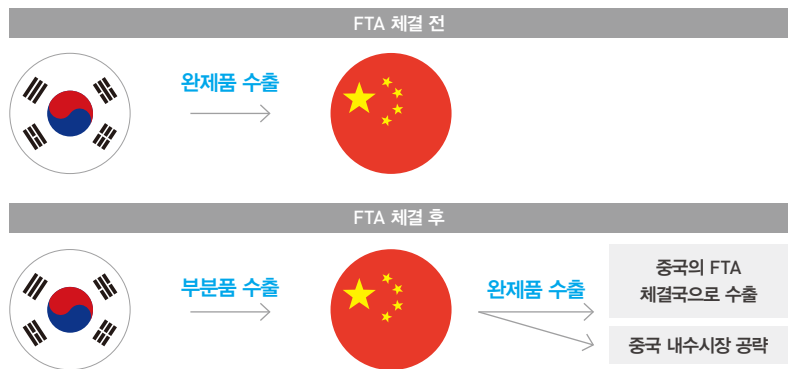 FTA 체결 전
완제품 수출
FTA 체결 후
부분품 수출
완제품 수출
중국의 FTA
체결국으로 수출
중국 내수시장 공략